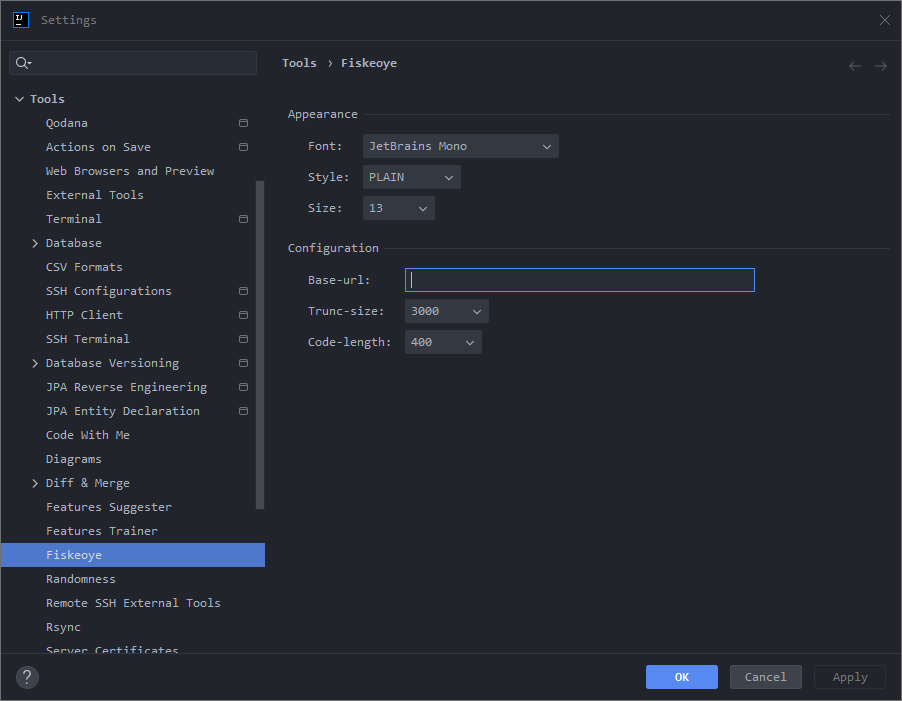 IJ
Settings
Tools
Qodana
Actions on Save
Web Browsers and Preview
External Tools
Terminal
Database
CSV Formats
SSH Configurations
HTTP Client
SSH Terminal
Database Versioning
JPA Reverse Engineering
JPA Entity Declaration
Code With Me
Diagrams
Diff & Merge
Features Suggester
Features Trainer
Fiskeoye
Randomness
Remote SSH External Tools
Rsync
Server Certificates
Tools › Fiskeoye
Appearance
Font: JetBrains Mono
Style: PLAIN
Size: 13
Configuration
Base-url:
Trunc-size: 3000
Code-length: 400
?
OK
Cancel
Apply